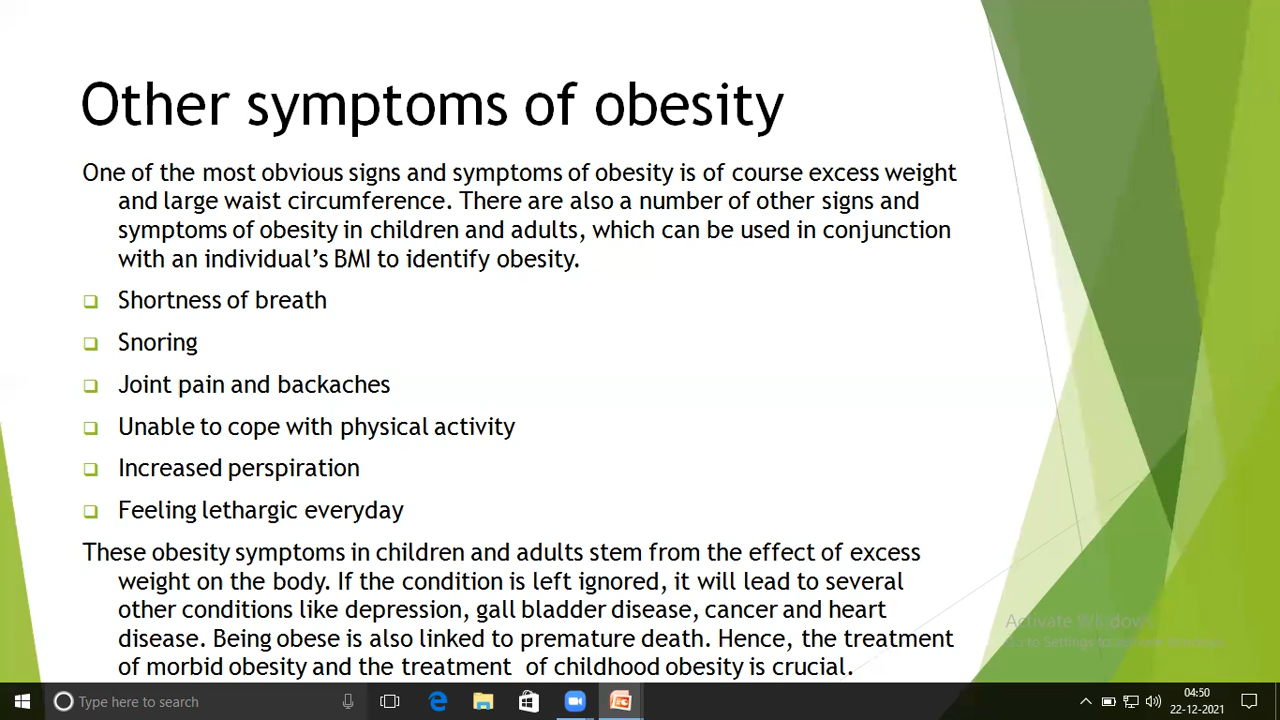 Other symptoms of obesity
One of the most obvious signs and symptoms of obesity is of course excess weight
and large waist circumference. There are also a number of other signs and
symptoms of obesity in children and adults, which can be used in conjunction
with an individual’s BMI to identify obesity.
Shortness of breath
Snoring
Joint pain and backaches
Unable to cope with physical activity
Increased perspiration
Feeling lethargic everyday
These obesity symptoms in children and adults stem from the effect of excess
weight on the body. If the condition is left ignored, it will lead to several
other conditions like depression, gall bladder disease, cancer and heart
disease. Being obese is also linked to premature death. Hence, the treatment
of morbid obesity and the treatment  of childhood obesity is crucial.
Activate Windows
Go to Settings to activate Windows.
Type here to search
04:50
22-12-2021